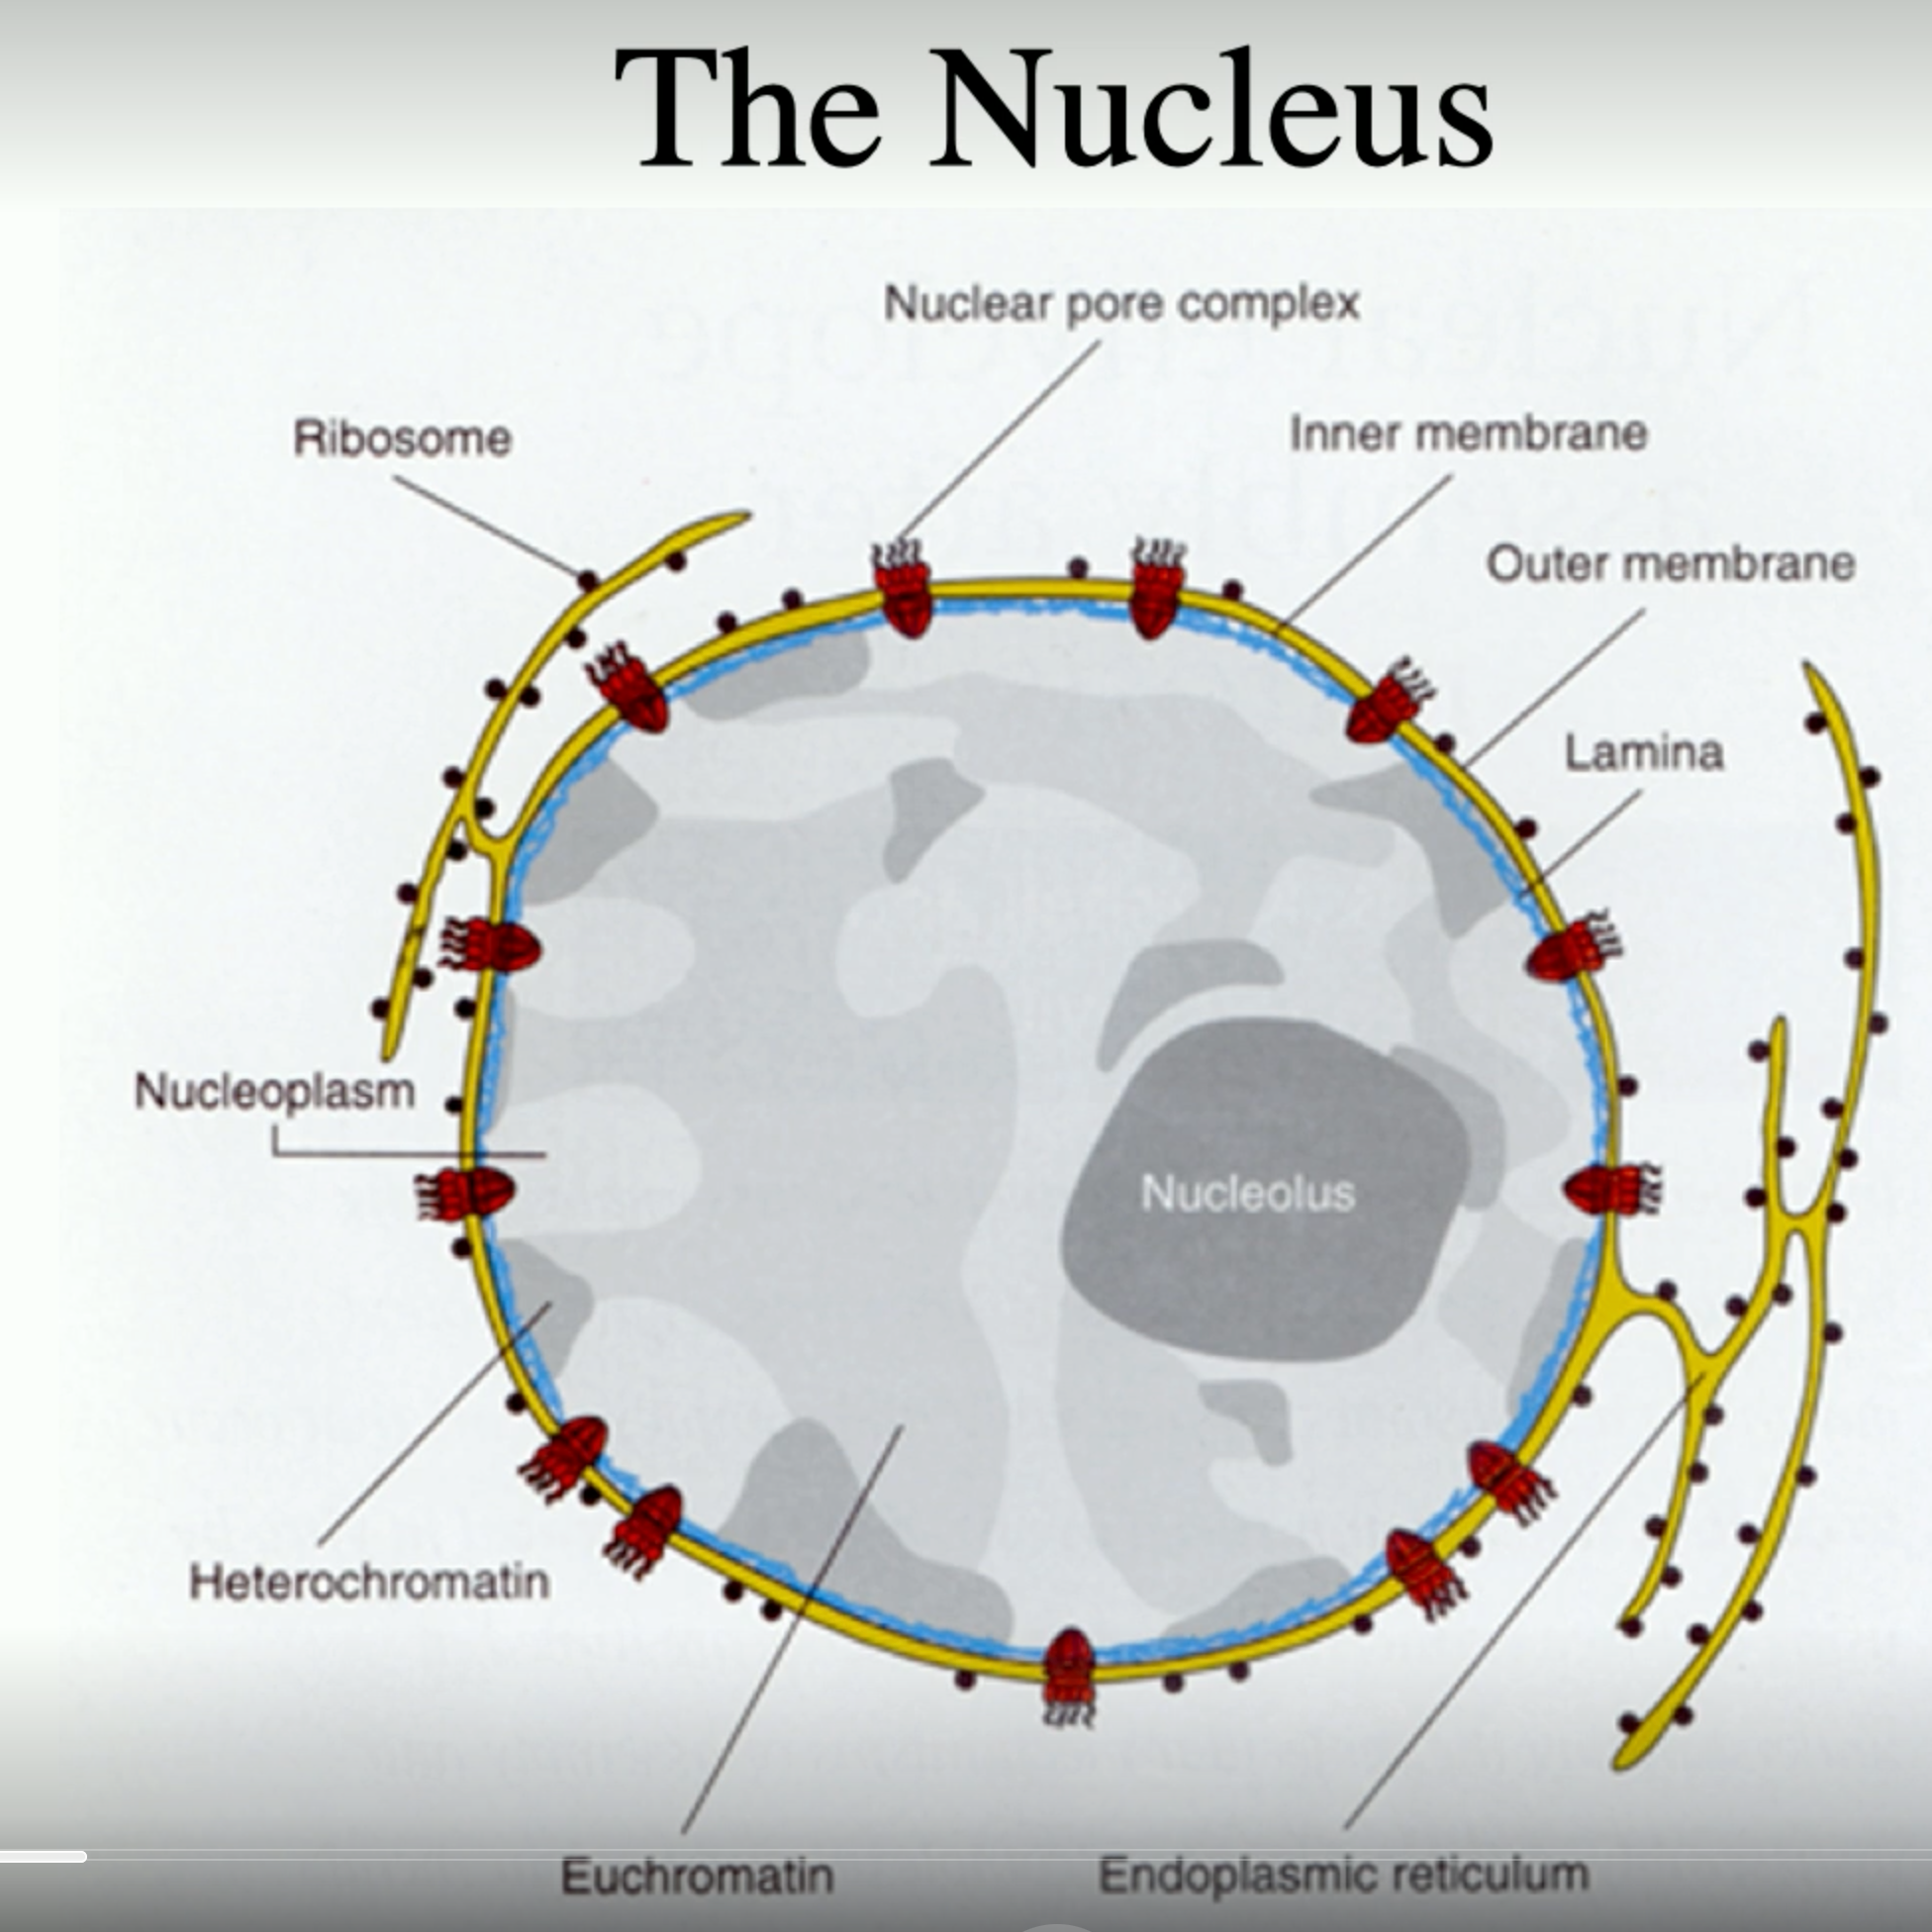 The Nucleus
Nuclear pore complex
Ribosome
Inner membrane
Outer membrane
Lamina
Nucleoplasm
Nucleolus
Heterochromatin
Euchromatin
Endoplasmic reticulum